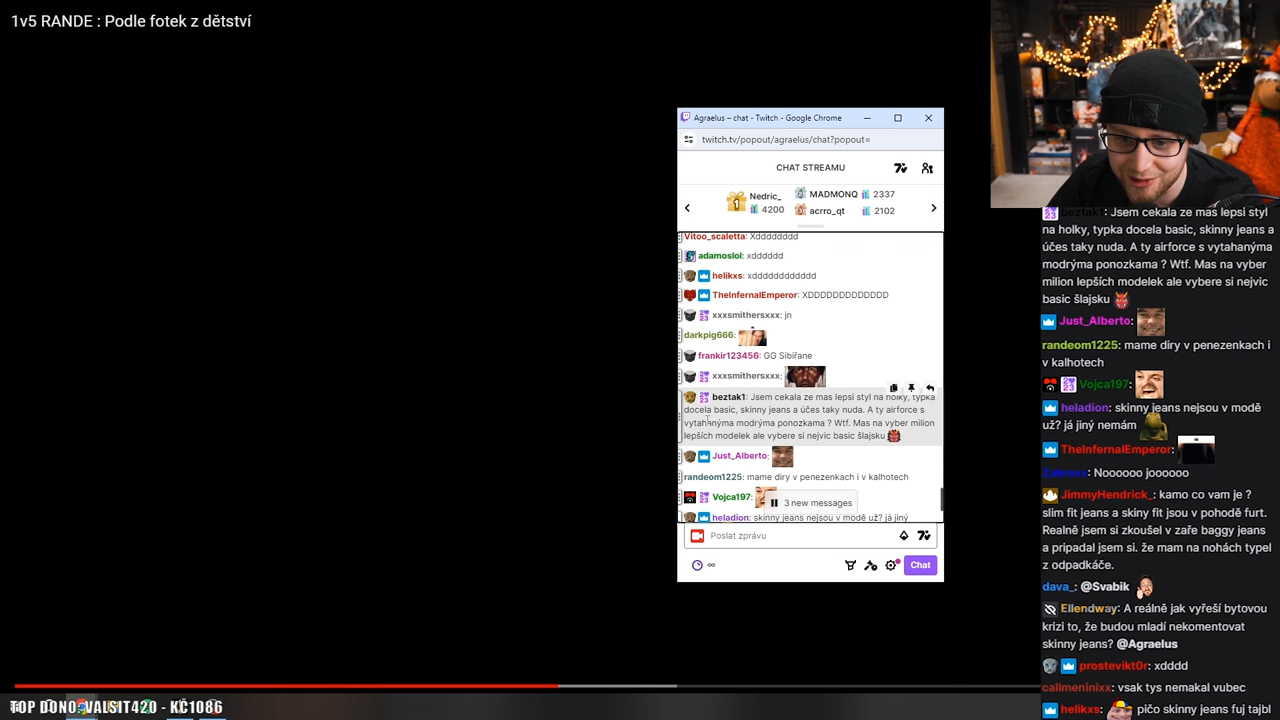 1v5 RANDE : Podle fotek z dětství
Agraelus – chat - Twitch - Google Chrome
twitch.tv/popout/agraelus/chat?popout=
CHAT STREAMU
Nedric_
4200
MADMONQ 2337
acrro_qt 2102
Vitoo_scaletta: Xdddddddd
adamoslol: xdddddd
helikxs: xdddddddddddd
TheInfernalEmperor: XDDDDDDDDDDDDD
xxxsmithersxxx: jn
darkpig666:
frankir123456: GG Sibiřane
xxxsmithersxxx:
beztak1: Jsem cekala ze mas lepsi styl na holky, typka
docela basic, skinny jeans a účes taky nuda. A ty airforce s
vytahanýma modrýma ponozkama ? Wtf. Mas na vyber milion
lepších modelek ale vybere si nejvic basic šlajsku
Just_Alberto:
randeom1225: mame diry v penezenkach i v kalhotech
Vojca197:
3 new messages
heladion: skinny jeans nejsou v módě už? já jiný
Poslat zprávu
Chat
beztak1: Jsem cekala ze mas lepsi styl
na holky, typka docela basic, skinny jeans a
účes taky nuda. A ty airforce s vytahanýma
modrýma ponozkama ? Wtf. Mas na vyber
milion lepších modelek ale vybere si nejvic
basic šlajsku
Just_Alberto:
randeom1225: mame diry v penezenkach i
v kalhotech
Vojca197:
heladion: skinny jeans nejsou v módě
už? já jiný nemám
TheInfernalEmperor:
Noooooo joooooo
JimmyHendrick_: kamo co vam je ?
slim fit jeans a skiny fit jsou v pohodě furt.
Realně jsem si zkoušel v zaře baggy jeans
a pripadal jsem si. že mam na nohách typel
z odpadkáče.
dava_: @Svabik
Ellendway: A reálně jak vyřeší bytovou
krizi to, že budou mladí nekomentovat
skinny jeans? @Agraelus
prostevikt0r: xdddd
callmeninixx: vsak tys nemakal vubec
helikxs: pičo skinny jeans fuj tajbl
TOP DONO VALSIT420 - KČ1086